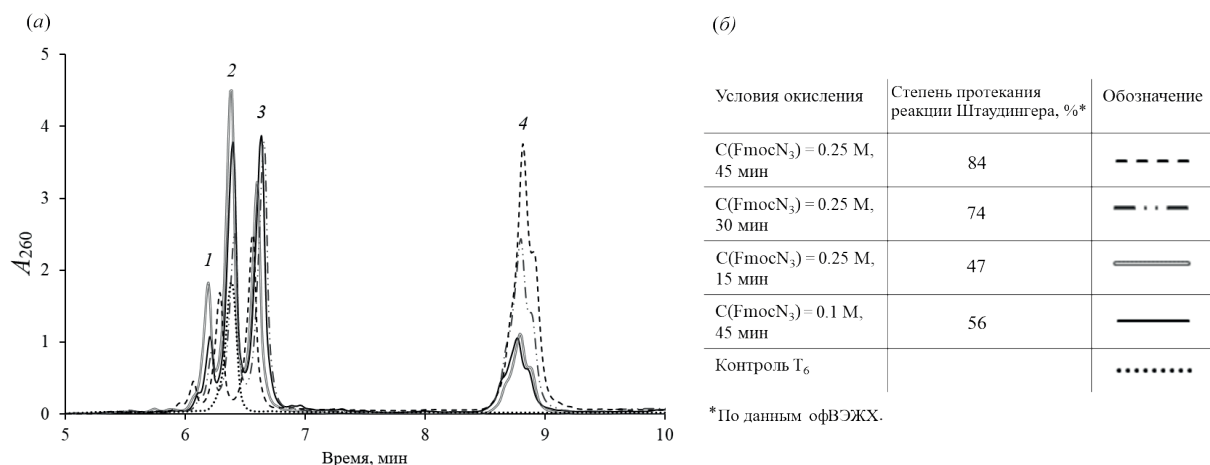 (а)
(б)
5
4
3
2
1
0
A260
1
2
3
4
5
6
7
8
9
10
Время, мин
Условия окисления
Степень протекания
реакции Штаудингера, %*
Обозначение
C(FmocN3) = 0.25 М,
45 мин
84
C(FmocN3) = 0.25 М,
30 мин
74
C(FmocN3) = 0.25 М,
15 мин
47
C(FmocN3) = 0.1 М,
45 мин
56
Контроль Т6
*По данным офВЭЖХ.